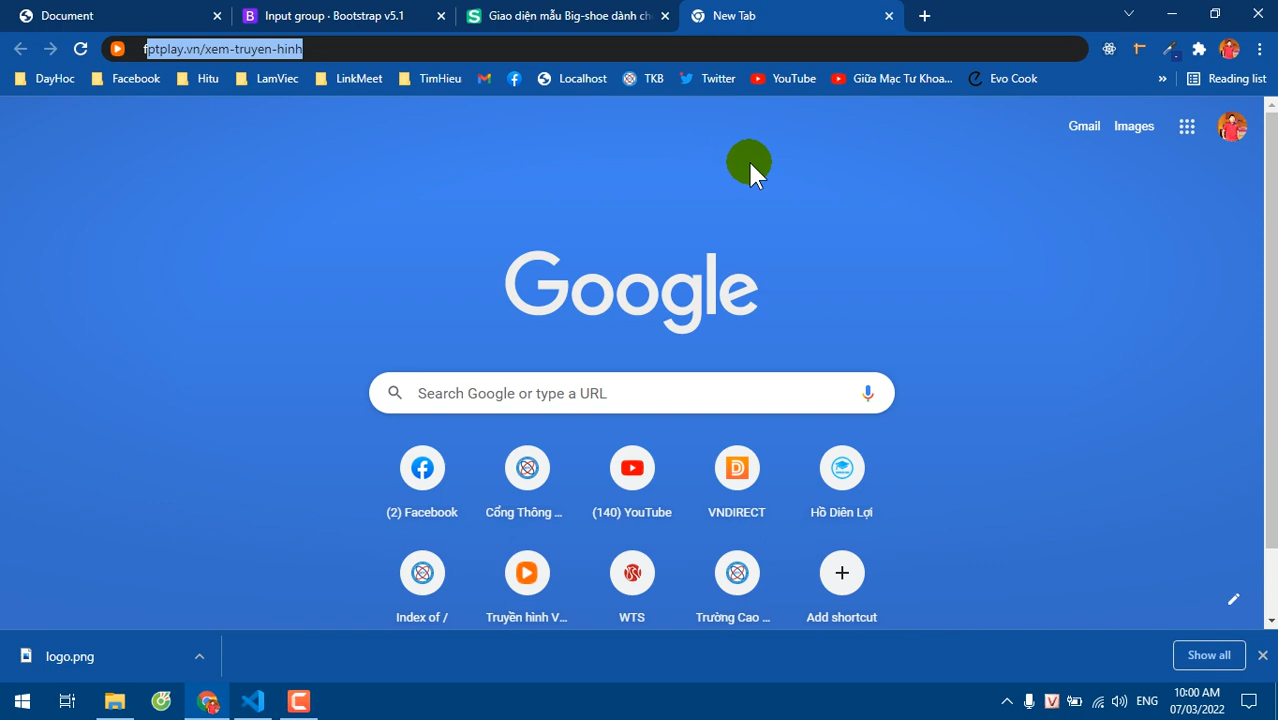 Document
Input group · Bootstrap v5.1
Giao diện mẫu Big-shoe dành ch
New Tab
fptplay.vn/xem-truyen-hinh
DayHoc
Facebook
Hitu
LamViec
LinkMeet
TimHieu
Localhost
TKB
Twitter
YouTube
Giữa Mạc Tư Khoa...
Evo Cook
»
Reading list
Gmail
Images
Google
Search Google or type a URL
(2) Facebook
Cổng Thông ...
(140) YouTube
VNDIRECT
Hồ Diên Lợi
Index of /
Truyền hình V...
WTS
Trường Cao ...
Add shortcut
logo.png
Show all
ENG
10:00 AM
07/03/2022